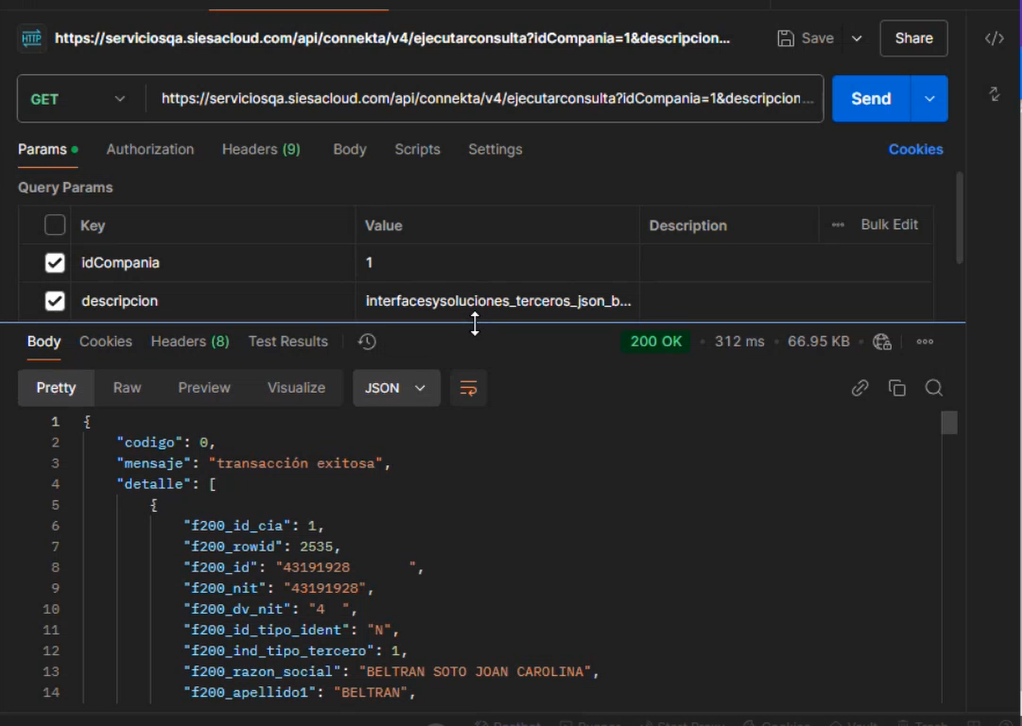 HTTP https://serviciosqa.siesacloud.com/api/connekta/v4/ejecutarconsulta?idCompania=1&descripcion... Save Share
GET https://serviciosqa.siesacloud.com/api/connekta/v4/ejecutarconsulta?idCompania=1&descripcion ... Send
Params Authorization Headers (9) Body Scripts Settings Cookies
Query Params
Key Value Description Bulk Edit
idCompania 1
descripcion interfacesysoluciones_terceros_json_b...
Body Cookies Headers (8) Test Results 200 OK 312 ms 66.95 KB
Pretty Raw Preview Visualize JSON
1 {
2 "codigo": 0,
3 "mensaje": "transacción exitosa",
4 "detalle": [
5 {
6 "f200_id_cia": 1,
7 "f200_rowid": 2535,
8 "f200_id": "43191928       ",
9 "f200_nit": "43191928",
10 "f200_dv_nit": "4  ",
11 "f200_id_tipo_ident": "N",
12 "f200_ind_tipo_tercero": 1,
13 "f200_razon_social": "BELTRAN SOTO JOAN CAROLINA",
14 "f200_apellido1": "BELTRAN",